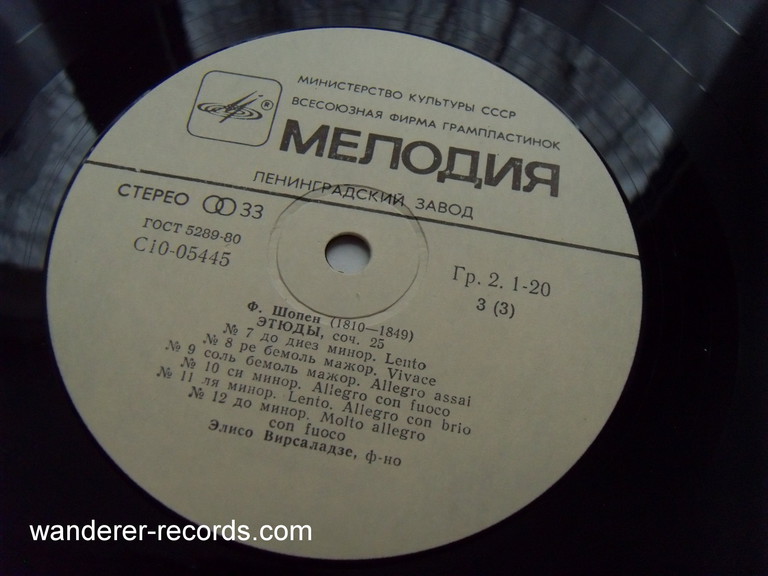 МИНИСТЕРСТВО КУЛЬТУРЫ СССР
ВСЕСОЮЗНАЯ ФИРМА ГРАМПЛАСТИНОК
МЕЛОДИЯ
®
ЛЕНИНГРАДСКИЙ ЗАВОД
СТЕРЕО 33
ГОСТ 5289-80
С10-05445
Гр. 2. 1-20
3 (3)
Ф. Шопен (1810—1849)
ЭТЮДЫ, соч. 25
№ 7 до диез минор. Lento
№ 8 ре бемоль мажор. Vivace
№ 9 соль бемоль мажор. Allegro assai
№ 10 си минор. Allegro con fuoco
№ 11 ля минор. Lento. Allegro con brio
№ 12 до минор. Molto allegro
con fuoco
Элисо Вирсаладзе, ф-но
wanderer-records.com